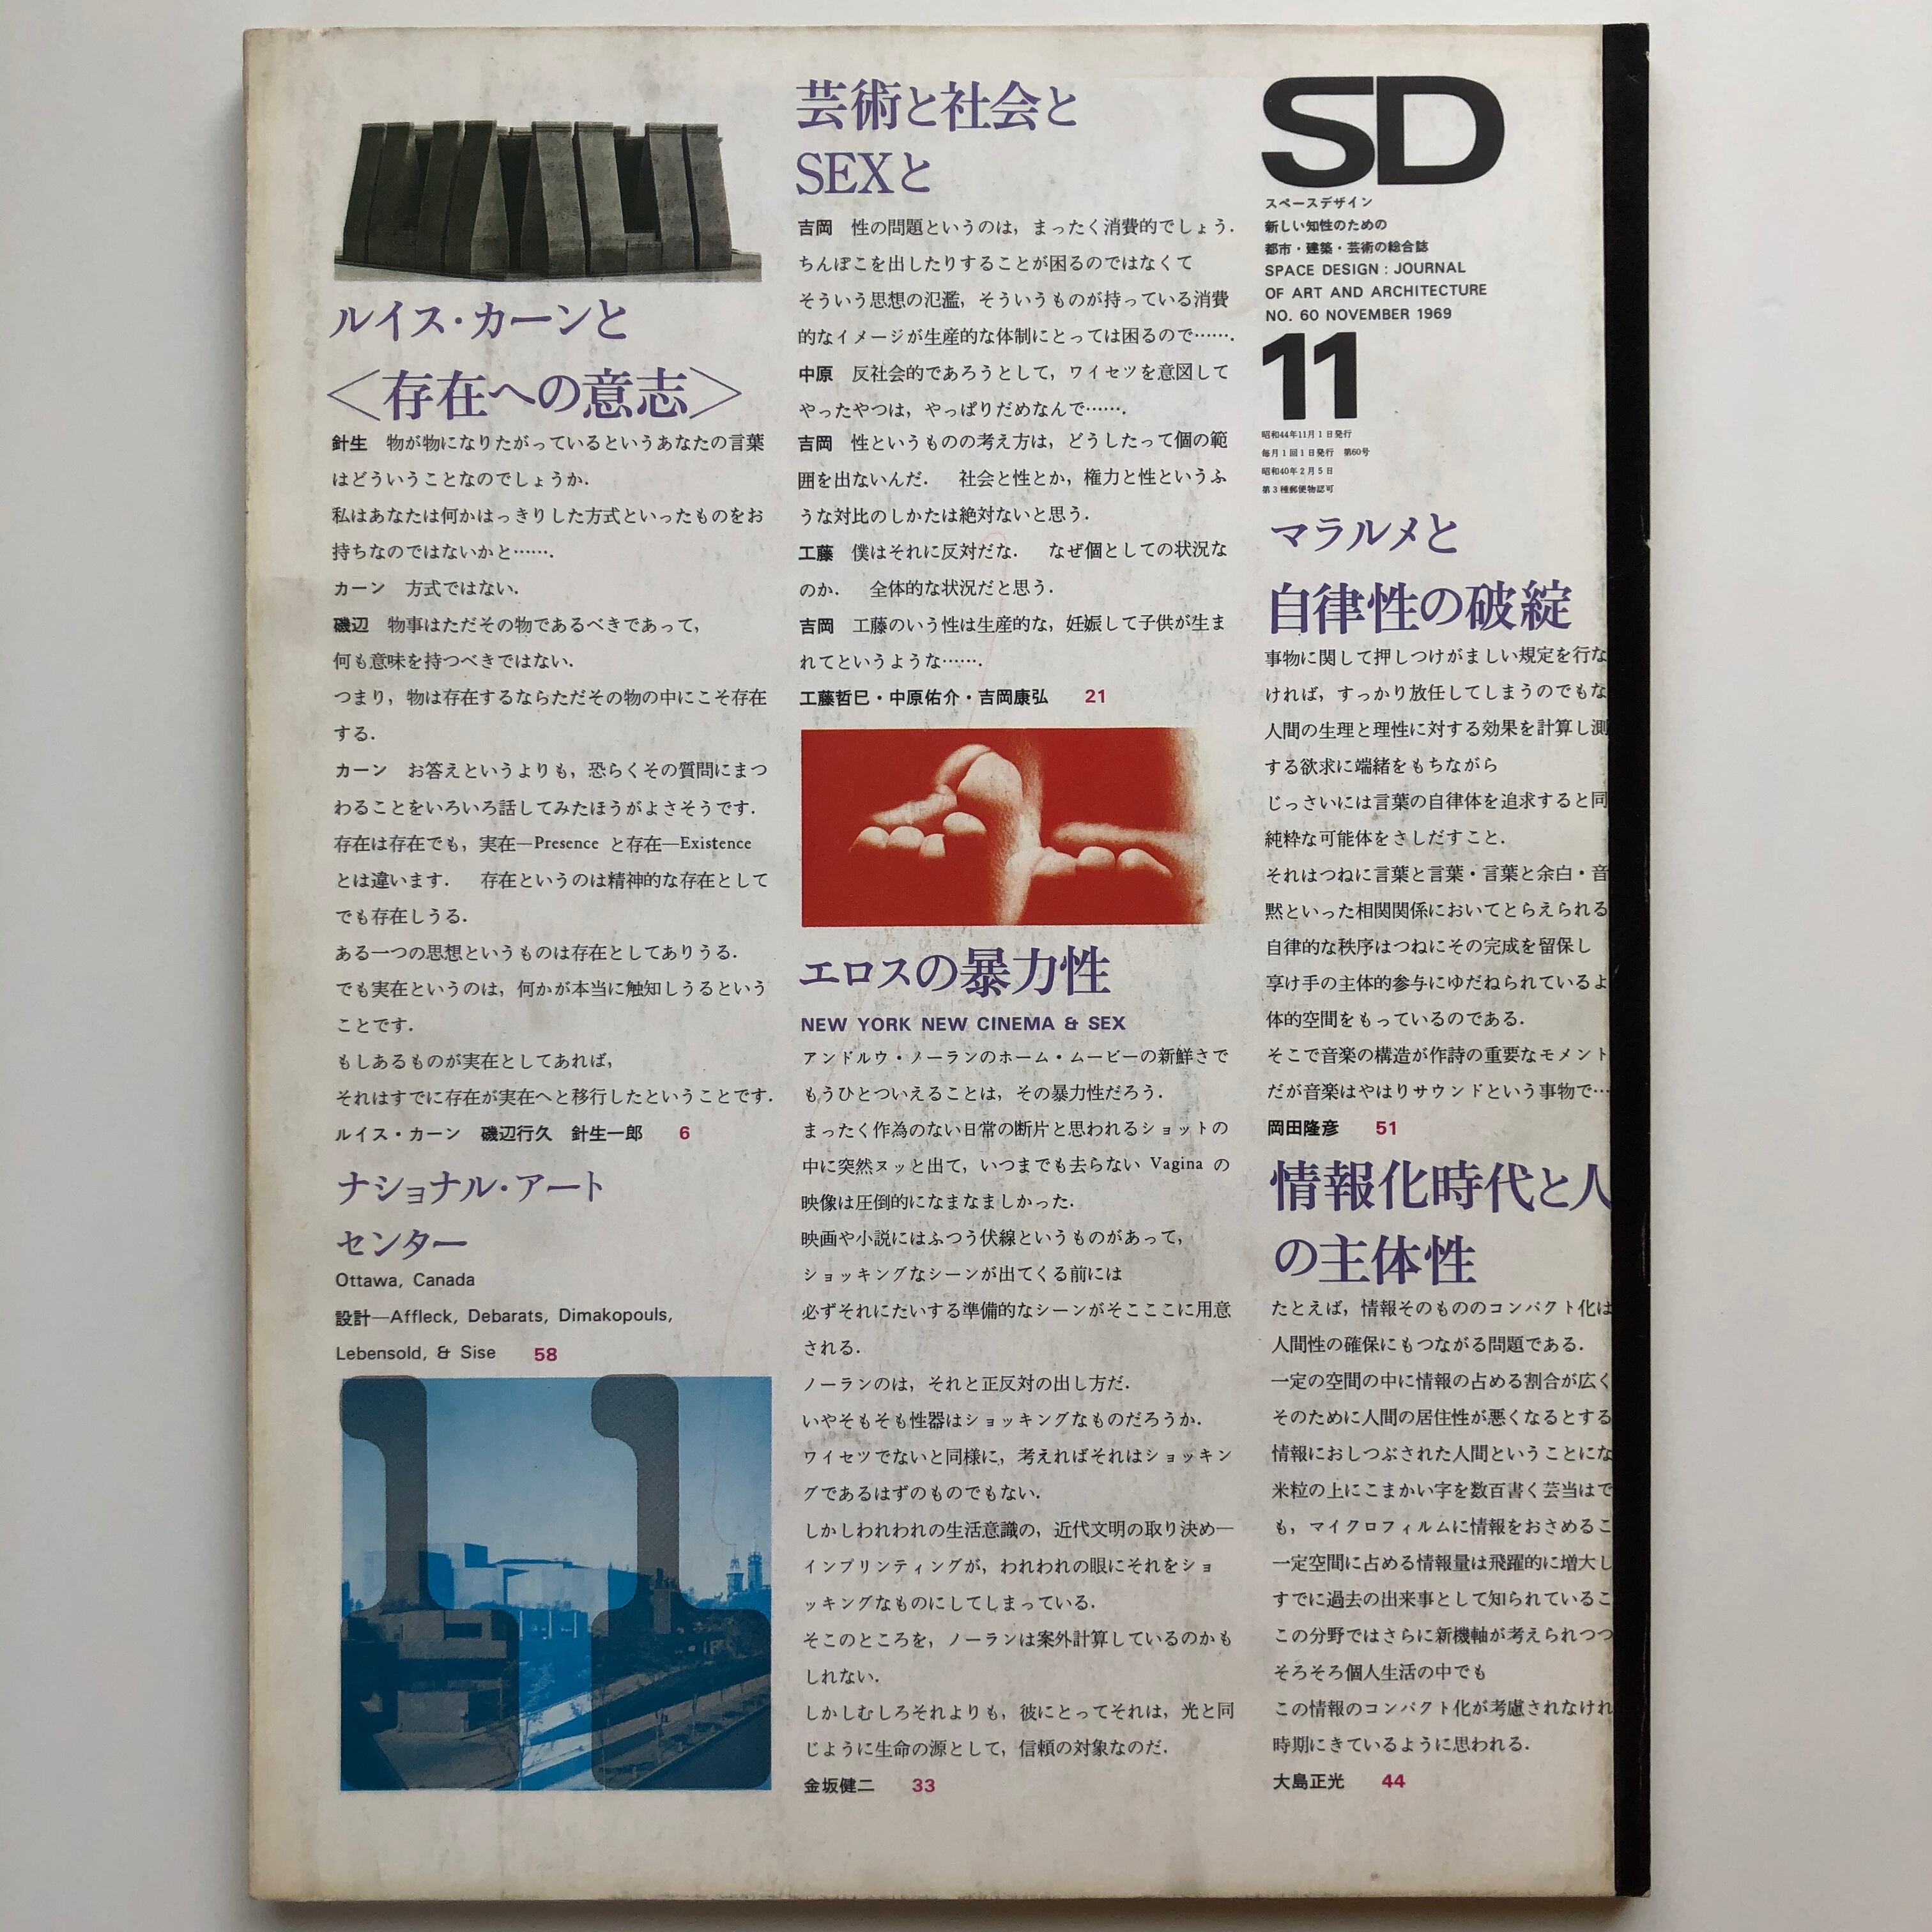 ルイス・カーンと
〈存在への意志〉
針生　物が物になりたがっているというあなたの言葉
はどういうことなのでしょうか.
私はあなたは何かはっきりした方式といったものをお
持ちなのではないかと…….
カーン　方式ではない.
磯辺　物事はただその物であるべきであって,
何も意味を持つべきではない.
つまり, 物は存在するならただその物の中にこそ存在
する.
カーン　お答えというよりも, 恐らくその質問にまつ
わることをいろいろ話してみたほうがよさそうです.
存在は存在でも, 実在—Presence と存在—Existence
とは違います.　存在というのは精神的な存在として
でも存在しうる.
ある一つの思想というものは存在としてありうる.
でも実在というのは, 何かが本当に触知しうるという
ことです.
もしあるものが実在としてあれば,
それはすでに存在が実在へと移行したということです.
ルイス・カーン　磯辺行久　針生一郎　6
ナショナル・アート
センター
Ottawa, Canada
設計—Affleck, Debarats, Dimakopouls,
Lebensold, & Sise　58
芸術と社会と
SEXと
吉岡　性の問題というのは, まったく消費的でしょう.
ちんぽこを出したりすることが困るのではなくて
そういう思想の氾濫, そういうものが持っている消費
的なイメージが生産的な体制にとっては困るので…….
中原　反社会的であろうとして, ワイセツを意図して
やったやつは, やっぱりだめなんで…….
吉岡　性というものの考え方は, どうしたって個の範
囲を出ないんだ.　社会と性とか, 権力と性というふ
うな対比のしかたは絶対ないと思う.
工藤　僕はそれに反対だな.　なぜ個としての状況な
のか.　全体的な状況だと思う.
吉岡　工藤のいう性は生産的な, 妊娠して子供が生ま
れてというような…….
工藤哲巳・中原佑介・吉岡康弘　21
エロスの暴力性
NEW YORK NEW CINEMA & SEX
アンドルウ・ノーランのホーム・ムービーの新鮮さで
もうひとついえることは, その暴力性だろう.
まったく作為のない日常の断片と思われるショットの
中に突然ヌッと出て, いつまでも去らない Vagina の
映像は圧倒的になまなましかった.
映画や小説にはふつう伏線というものがあって,
ショッキングなシーンが出てくる前には
必ずそれにたいする準備的なシーンがそこここに用意
される.
ノーランのは, それと正反対の出し方だ.
いやそもそも性器はショッキングなものだろうか.
ワイセツでないと同様に, 考えればそれはショッキン
グであるはずのものでもない.
しかしわれわれの生活意識の, 近代文明の取り決め—
インプリンティングが, われわれの眼にそれをショ
ッキングなものにしてしまっている.
そこのところを, ノーランは案外計算しているのかも
しれない.
しかしむしろそれよりも, 彼にとってそれは, 光と同
じように生命の源として, 信頼の対象なのだ.
金坂健二　33
SD
スペースデザイン
新しい知性のための
都市・建築・芸術の総合誌
SPACE DESIGN : JOURNAL
OF ART AND ARCHITECTURE
NO. 60 NOVEMBER 1969
11
昭和44年11月1日発行
毎月1回1日発行　第60号
昭和40年2月5日
第3種郵便物認可
マラルメと
自律性の破綻
事物に関して押しつけがましい規定を行な
ければ, すっかり放任してしまうのでもな
人間の生理と理性に対する効果を計算し測
する欲求に端緒をもちながら
じっさいには言葉の自律体を追求すると同
純粋な可能体をさしだすこと.
それはつねに言葉と言葉・言葉と余白・音
黙といった相関関係においてとらえられる
自律的な秩序はつねにその完成を留保し
享け手の主体的参与にゆだねられているよ
体的空間をもっているのである.
そこで音楽の構造が作詩の重要なモメント
だが音楽はやはりサウンドという事物で…
岡田隆彦　51
情報化時代と人
の主体性
たとえば, 情報そのもののコンパクト化は
人間性の確保にもつながる問題である.
一定の空間の中に情報の占める割合が広く
そのために人間の居住性が悪くなるとする
情報におしつぶされた人間ということにな
米粒の上にこまかい字を数百書く芸当はで
も, マイクロフィルムに情報をおさめるこ
一定空間に占める情報量は飛躍的に増大し
すでに過去の出来事として知られているこ
この分野ではさらに新機軸が考えられつつ
そろそろ個人生活の中でも
この情報のコンパクト化が考慮されなけれ
時期にきているように思われる.
大島正光　44